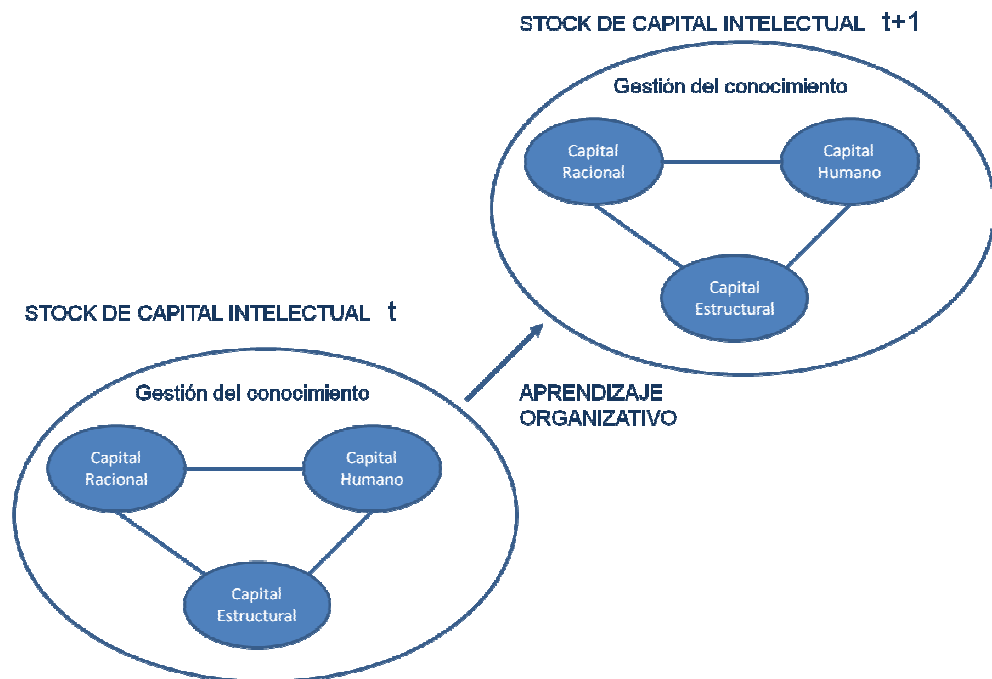 STOCK DE CAPITAL INTELECTUAL t+1
Gestión del conocimiento
Capital
Racional
Capital
Humano
Capital
Estructural
STOCK DE CAPITAL INTELECTUAL t
Gestión del conocimiento
APRENDIZAJE
ORGANIZATIVO
Capital
Racional
Capital
Humano
Capital
Estructural